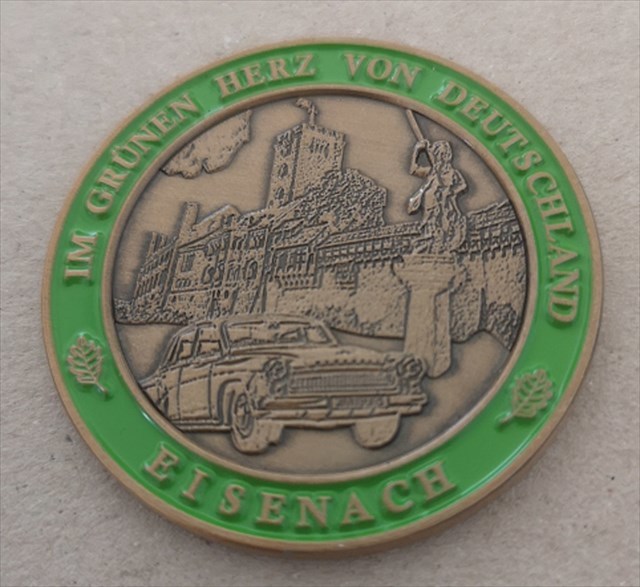 IM GRÜNEN HERZ VON DEUTSCHLAND
EISENACH